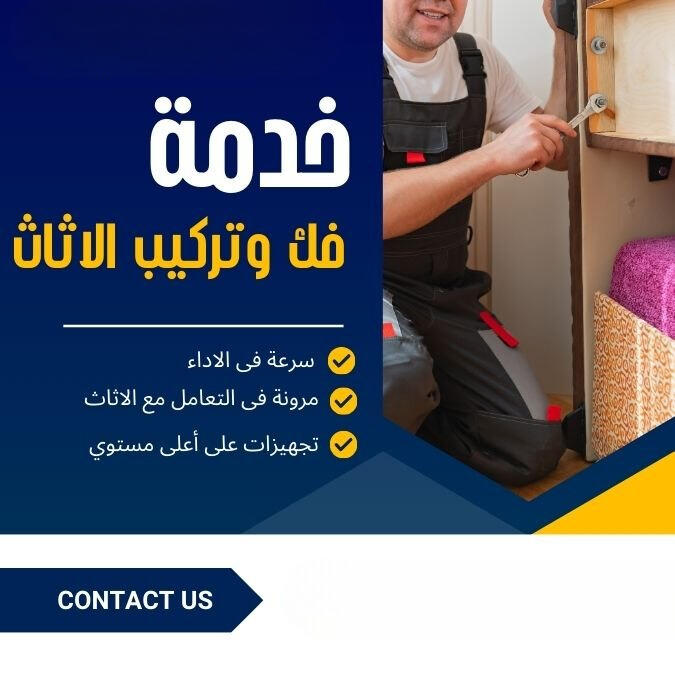 خدمة
فك وتركيب الاثاث
سرعة فى الاداء
مرونة فى التعامل مع الاثاث
تجهيزات على أعلى مستوي
CONTACT US